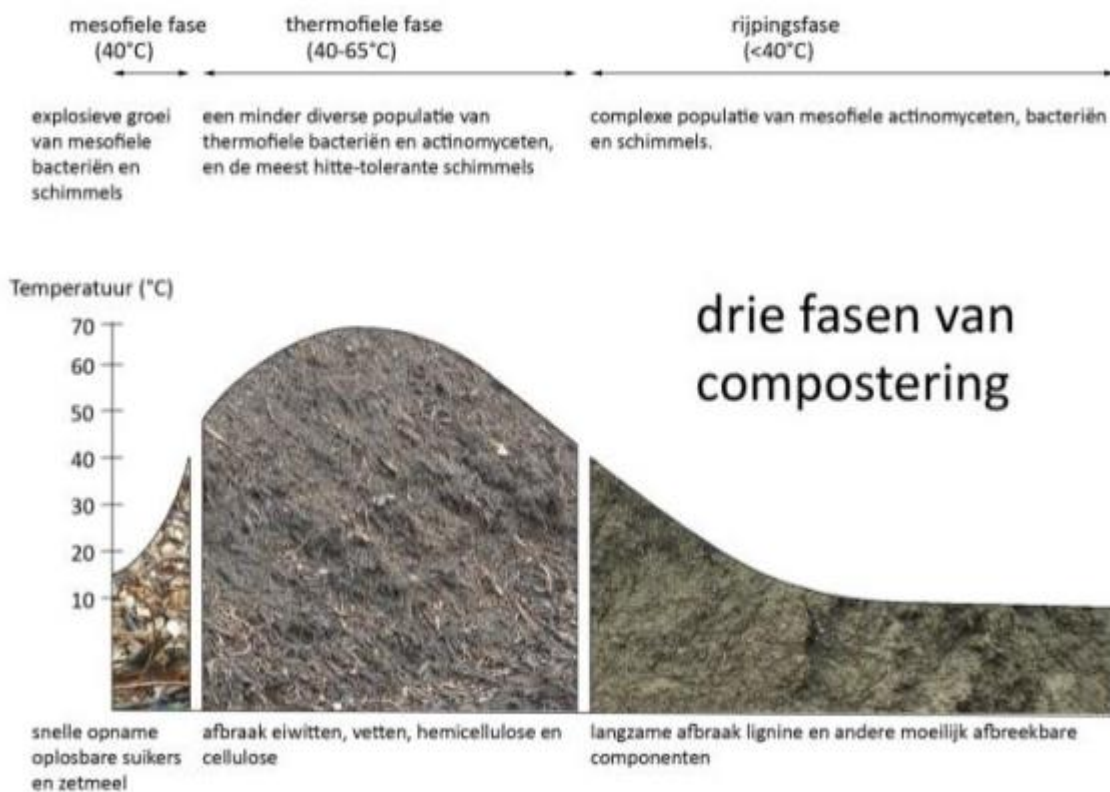 mesofiele fase
(40°C)
thermofiele fase
(40-65°C)
rijpingsfase
(<40°C)
explosieve groei
van mesofiele
bacteriën en
schimmels
een minder diverse populatie van
thermofiele bacteriën en actinomyceten,
en de meest hitte-tolerante schimmels
complexe populatie van mesofiele actinomyceten, bacteriën
en schimmels.
Temperatuur (°C)
70
60
50
40
30
20
10
drie fasen van
compostering
snelle opname
oplosbare suikers
en zetmeel
afbraak eiwitten, vetten, hemicellulose en
cellulose
langzame afbraak lignine en andere moeilijk afbreekbare
componenten